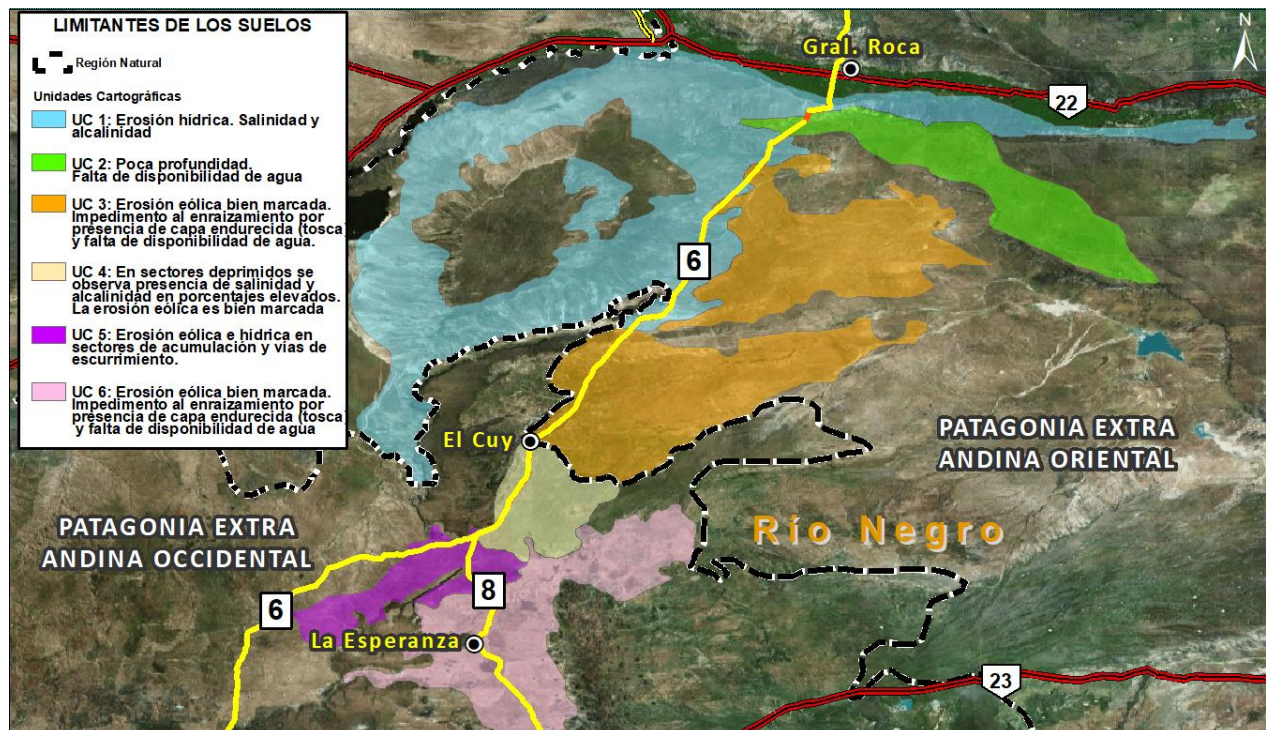 LIMITANTES DE LOS SUELOS
Región Natural
Unidades Cartográficas
UC 1: Erosión hídrica. Salinidad y
alcalinidad
UC 2: Poca profundidad.
Falta de disponibilidad de agua
UC 3: Erosión eólica bien marcada.
Impedimento al enraizamiento por
presencia de capa endurecida (tosca)
y falta de disponibilidad de agua.
UC 4: En sectores deprimidos se
observa presencia de salinidad y
alcalinidad en porcentajes elevados.
La erosión eólica es bien marcada
UC 5: Erosión eólica e hídrica en
sectores de acumulación y vías de
escurrimiento.
UC 6: Erosión eólica bien marcada.
Impedimento al enraizamiento por
presencia de capa endurecida (tosca)
y falta de disponibilidad de agua
N
Gral. Roca
22
6
El Cuy
PATAGONIA EXTRA
ANDINA ORIENTAL
PATAGONIA EXTRA
ANDINA OCCIDENTAL
Río Negro
6
8
La Esperanza
23